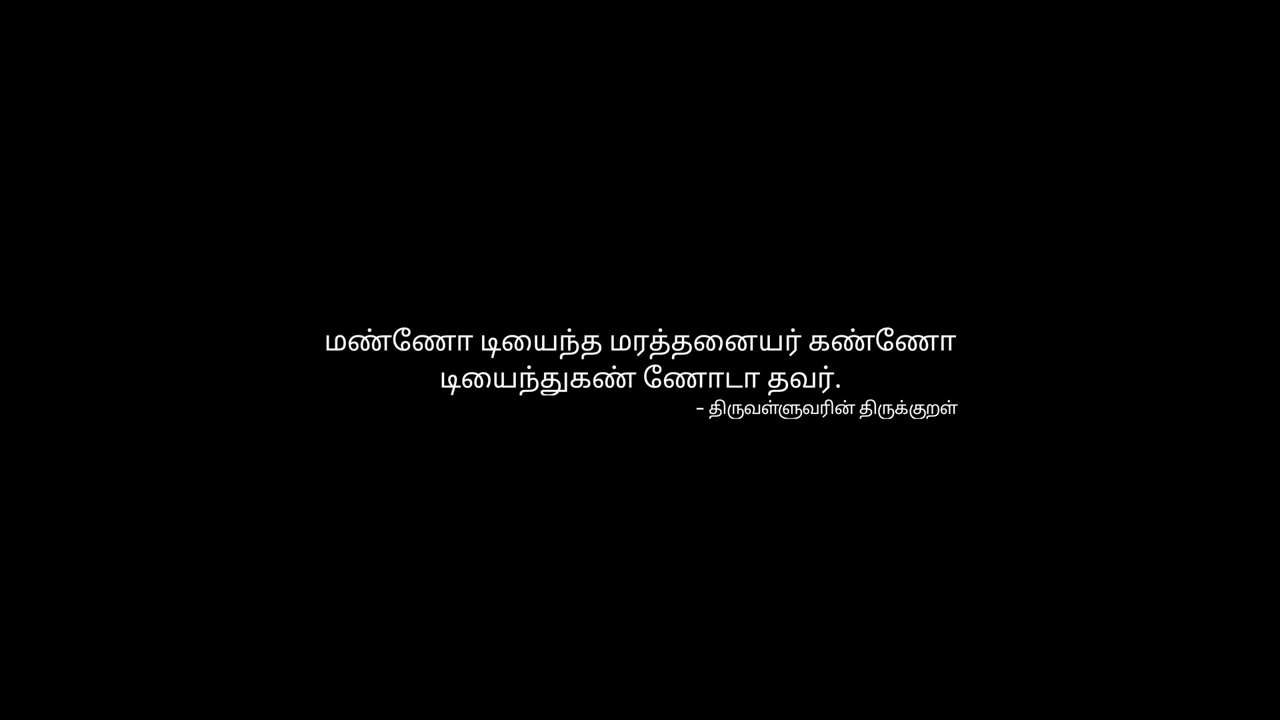 மண்ணோ டியைந்த மரத்தனையர் கண்ணோ
டியைந்துகண் ணோடா தவர்.
- திருவள்ளுவரின் திருக்குறள்